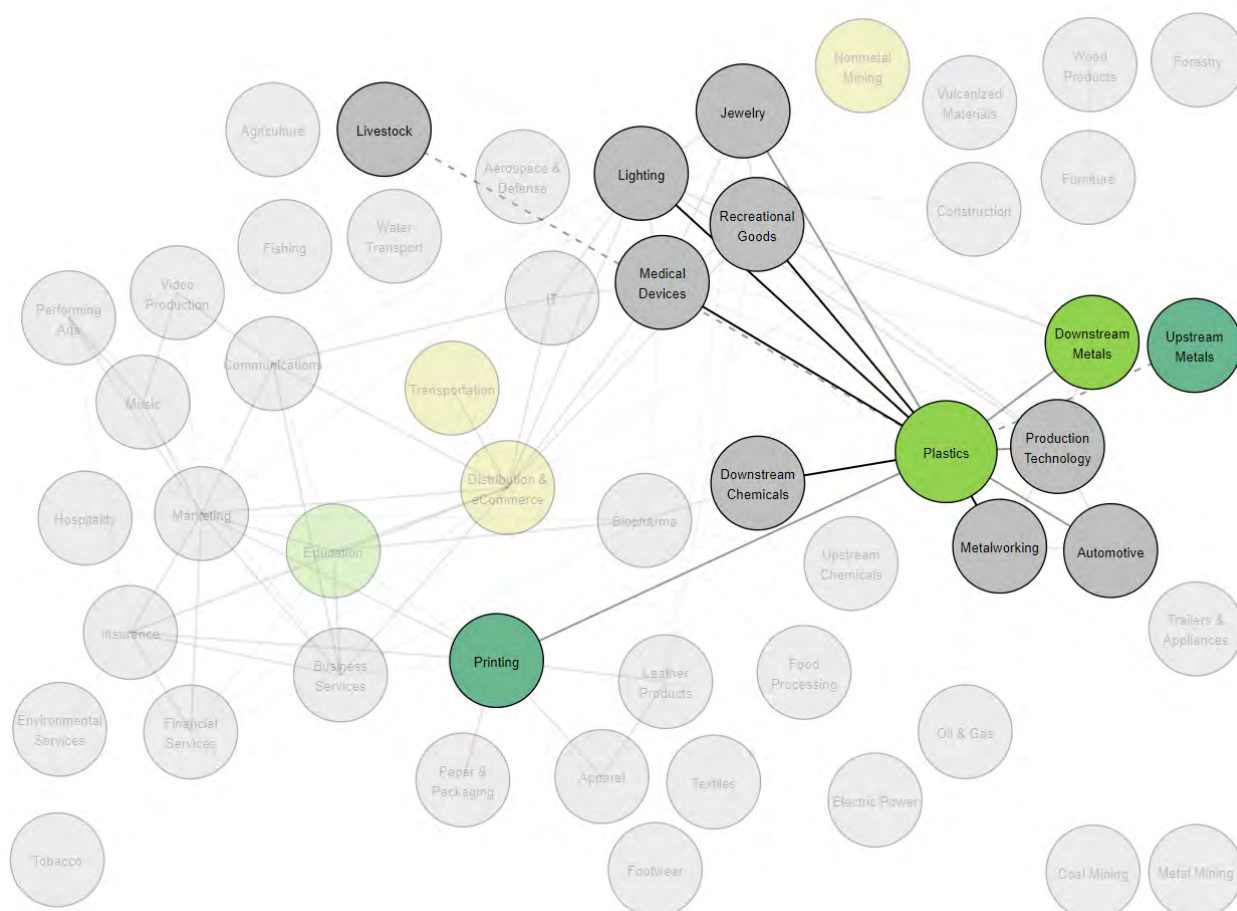 Nonmetal
Mining
Wood
Products
Forestry
Vulcanized
Materials
Jewelry
Agriculture
Livestock
Aerospace &
Defense
Lighting
Furniture
Recreational
Goods
Construction
Fishing
Water
Transport
Medical
Devices
Video
Production
IT
Performing
Arts
Communications
Downstream
Metals
Upstream
Metals
Transportation
Music
Plastics
Production
Technology
Downstream
Chemicals
Distribution &
eCommerce
Hospitality
Marketing
Biopharma
Education
Metalworking
Automotive
Upstream
Chemicals
Insurance
Trailers &
Appliances
Printing
Business
Services
Leather
Products
Food
Processing
Environmental
Services
Financial
Services
Oil & Gas
Paper &
Packaging
Apparel
Textiles
Electric Power
Tobacco
Footwear
Coal Mining
Metal Mining